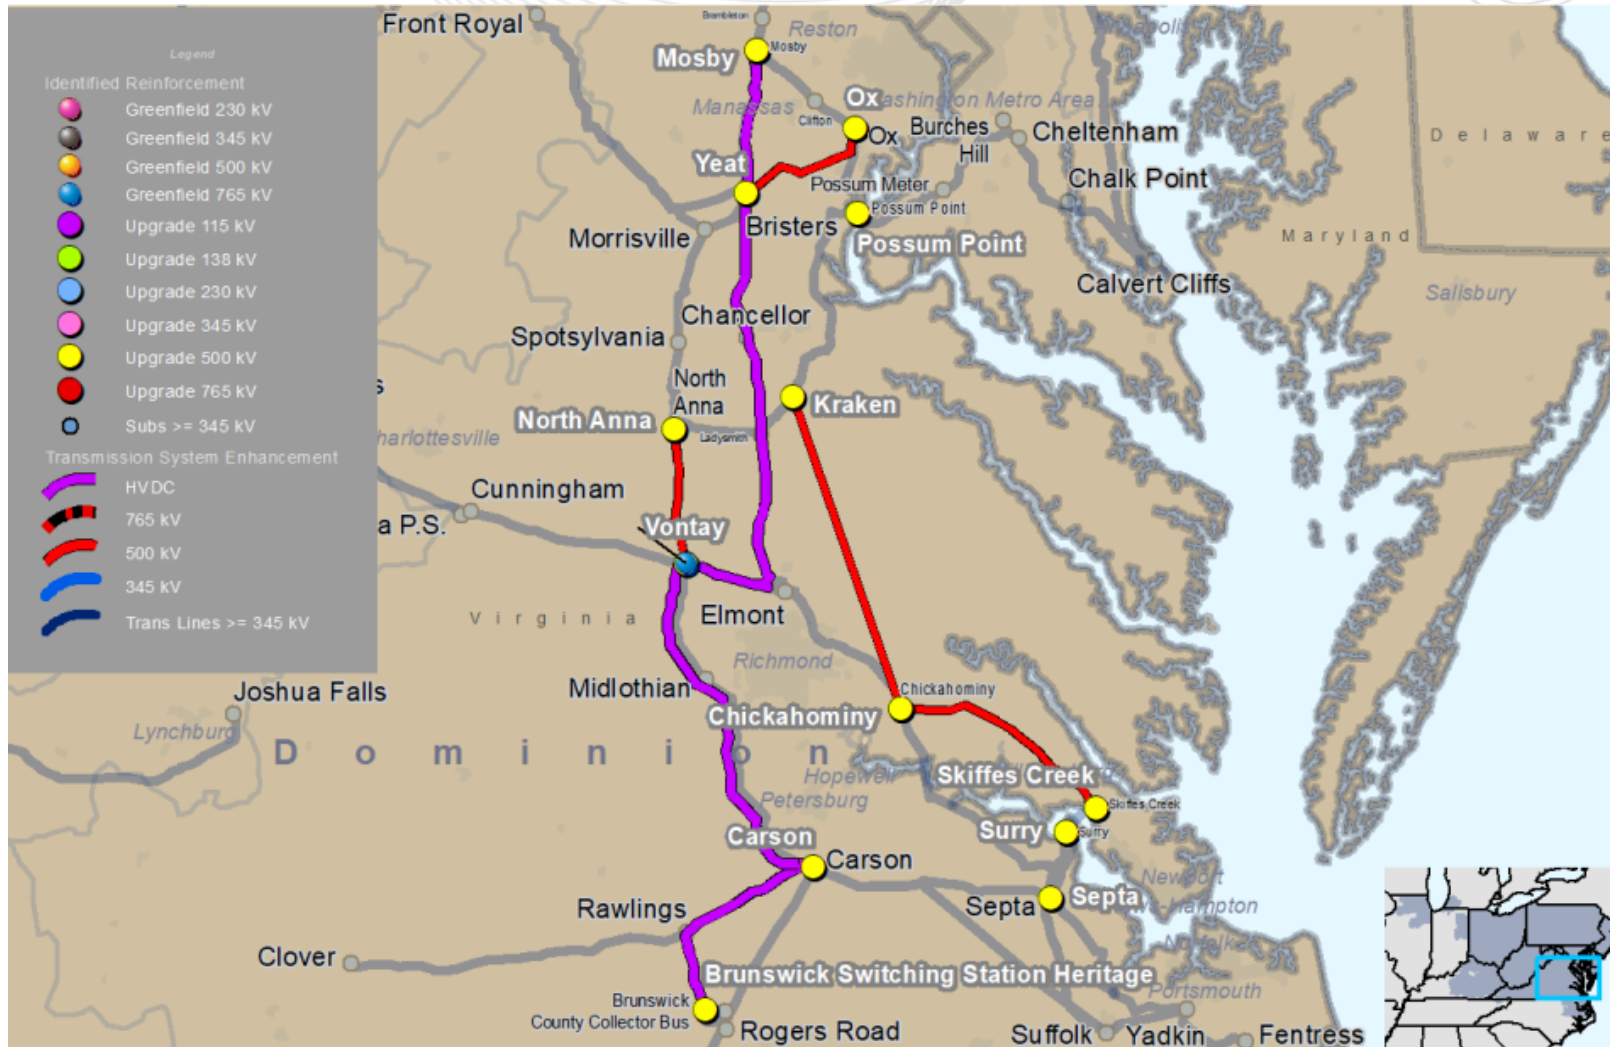 Legend
Identified Reinforcement
Greenfield 230 kV
Greenfield 345 kV
Greenfield 500 kV
Greenfield 765 kV
Upgrade 115 kV
Upgrade 138 kV
Upgrade 230 kV
Upgrade 345 kV
Upgrade 500 kV
Upgrade 765 kV
Subs >= 345 kV
Transmission System Enhancement
HVDC
765 kV
500 kV
345 kV
Trans Lines >= 345 kV
Front Royal
Brambleton
Reston
Mosby
Mosby
Manassas
Ox
ashington Metro Area
Clifton
Ox
Burches
Hill
Cheltenham
Delaware
Yeat
Possum Meter
Chalk Point
Possum Point
Bristers
Morrisville
Possum Point
Maryland
Calvert Cliffs
Salisbury
Chancellor
Spotsylvania
North
Anna
s
North Anna
Kraken
Ladysmith
harlottesville
Cunningham
a P.S.
Vontay
Virginia
Elmont
Richmond
Midlothian
Joshua Falls
Chickahominy
Chickahominy
Lynchburg
Dominion
Hopewell
Skiffes Creek
Petersburg
Skiffes Creek
Carson
Surry
Surry
Carson
Newport
Septa
Septa
ws-Hampton
Rawlings
Norfolk
Clover
Brunswick Switching Station Heritage
Portsmouth
Brunswick
County Collector Bus
Rogers Road
Suffolk
Yadkin
Fentress